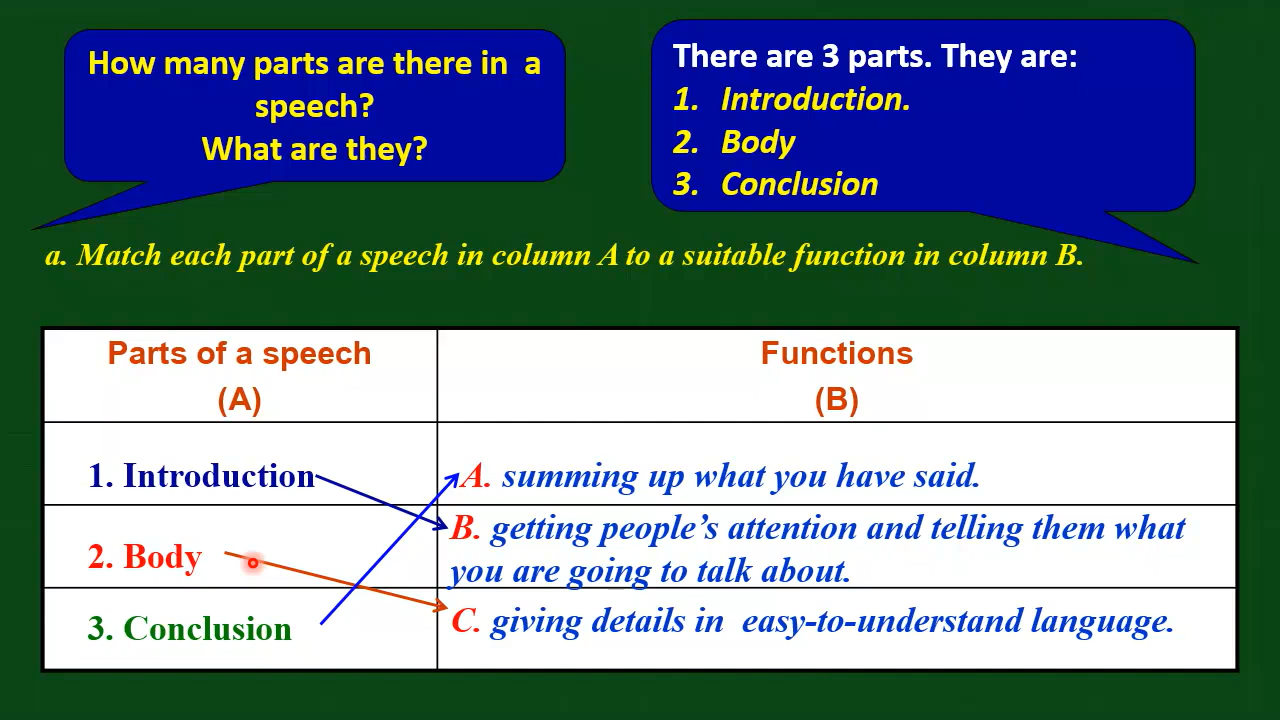 How many parts are there in a
speech?
What are they?
There are 3 parts. They are:
1. Introduction.
2. Body
3. Conclusion
a. Match each part of a speech in column A to a suitable function in column B.
Parts of a speech
(A)
Functions
(B)
1. Introduction
A. summing up what you have said.
2. Body
B. getting people’s attention and telling them what
you are going to talk about.
3. Conclusion
C. giving details in easy-to-understand language.